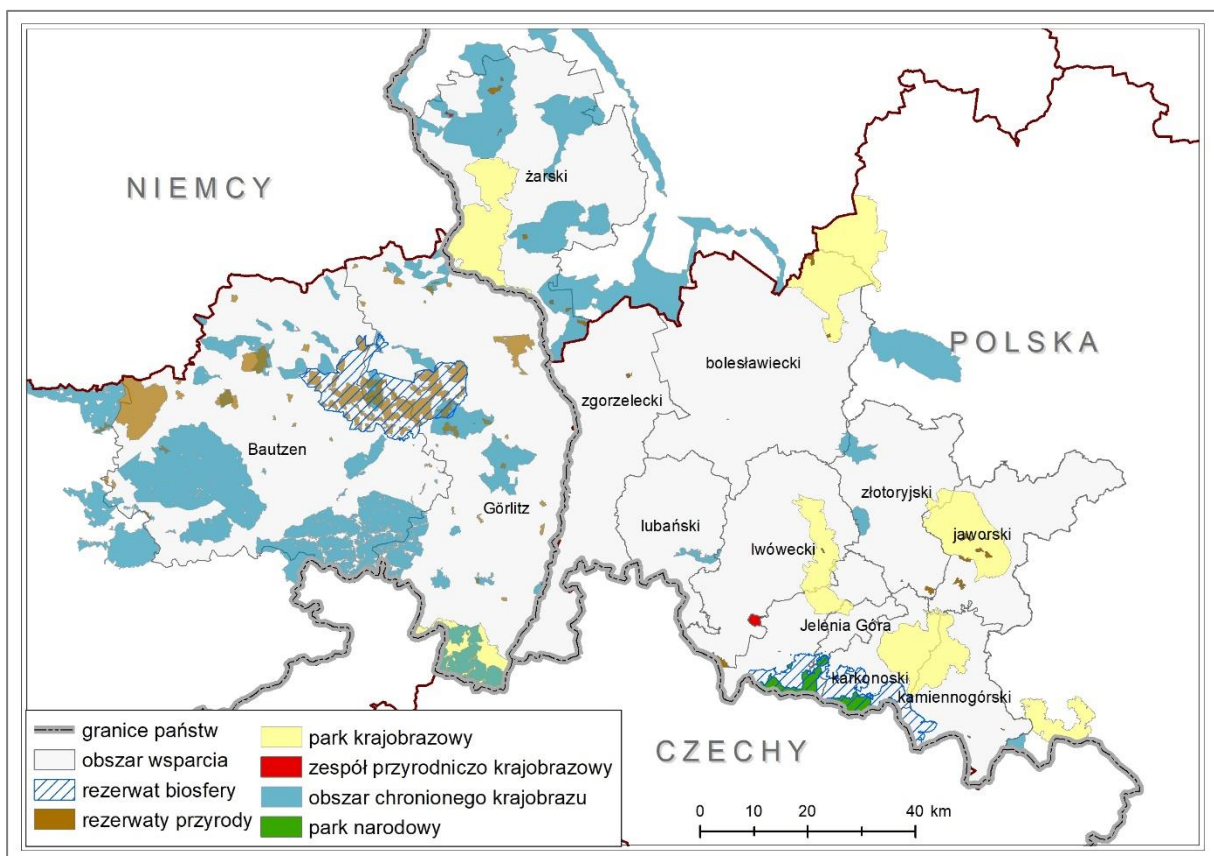 NIEMCY
żarski
POLSKA
bolesławiecki
zgorzelecki
Bautzen
złotoryjski
Görlitz
lubański
lwówecki
jaworski
Jelenia Góra
karkonoski
kamiennogórski
CZECHY
granice państw
obszar wsparcia
rezerwat biosfery
rezerwaty przyrody
park krajobrazowy
zespół przyrodniczo krajobrazowy
obszar chronionego krajobrazu
park narodowy
0 10 20 40 km